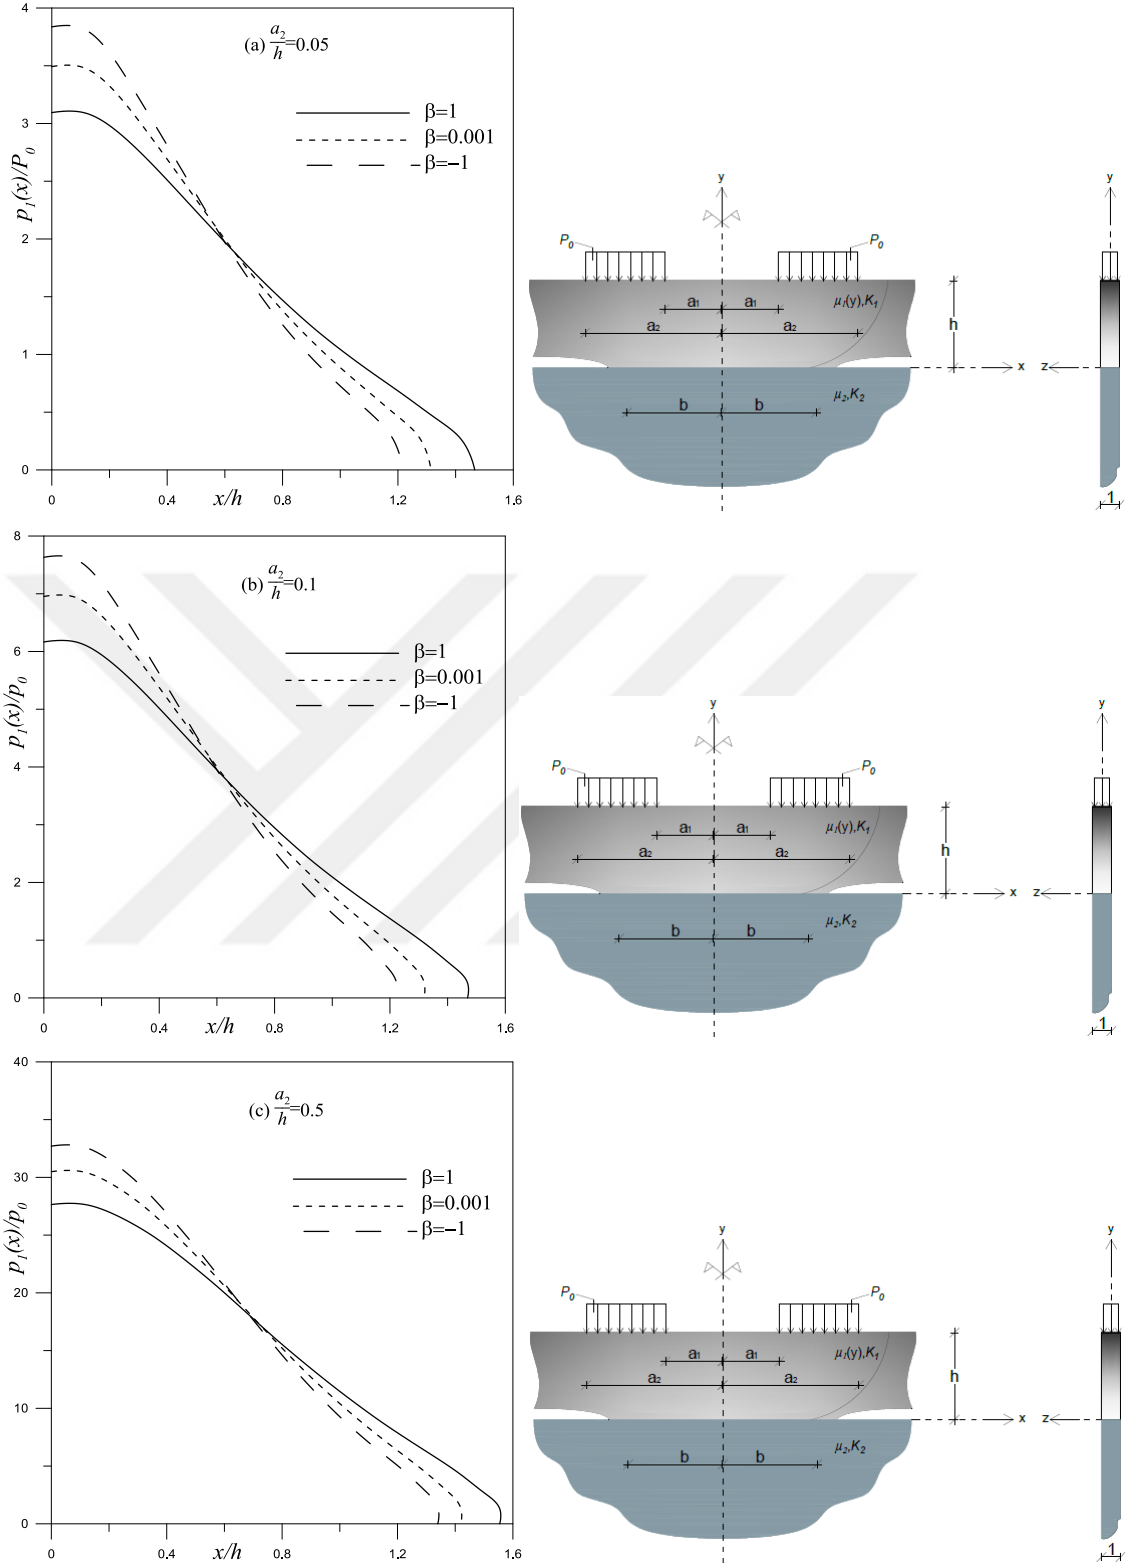 4
3
2
1
0
0
0.4
0.8
1.2
1.6
p1(x)/P0
x/h
(a) a2/h=0.05
β=1
β=0.001
β=−1
y
P0
P0
μ1(y),K1
a1
a1
a2
a2
h
x
z
μ2,K2
b
b
y
1
8
6
4
2
0
0
0.4
0.8
1.2
1.6
p1(x)/p0
x/h
(b) a2/h=0.1
β=1
β=0.001
β=−1
y
P0
P0
μ1(y),K1
a1
a1
a2
a2
h
x
z
μ2,K2
b
b
y
1
40
30
20
10
0
0
0.4
0.8
1.2
1.6
p1(x)/p0
x/h
(c) a2/h=0.5
β=1
β=0.001
β=−1
y
P0
P0
μ1(y),K1
a1
a1
a2
a2
h
x
z
μ2,K2
b
b
y
1